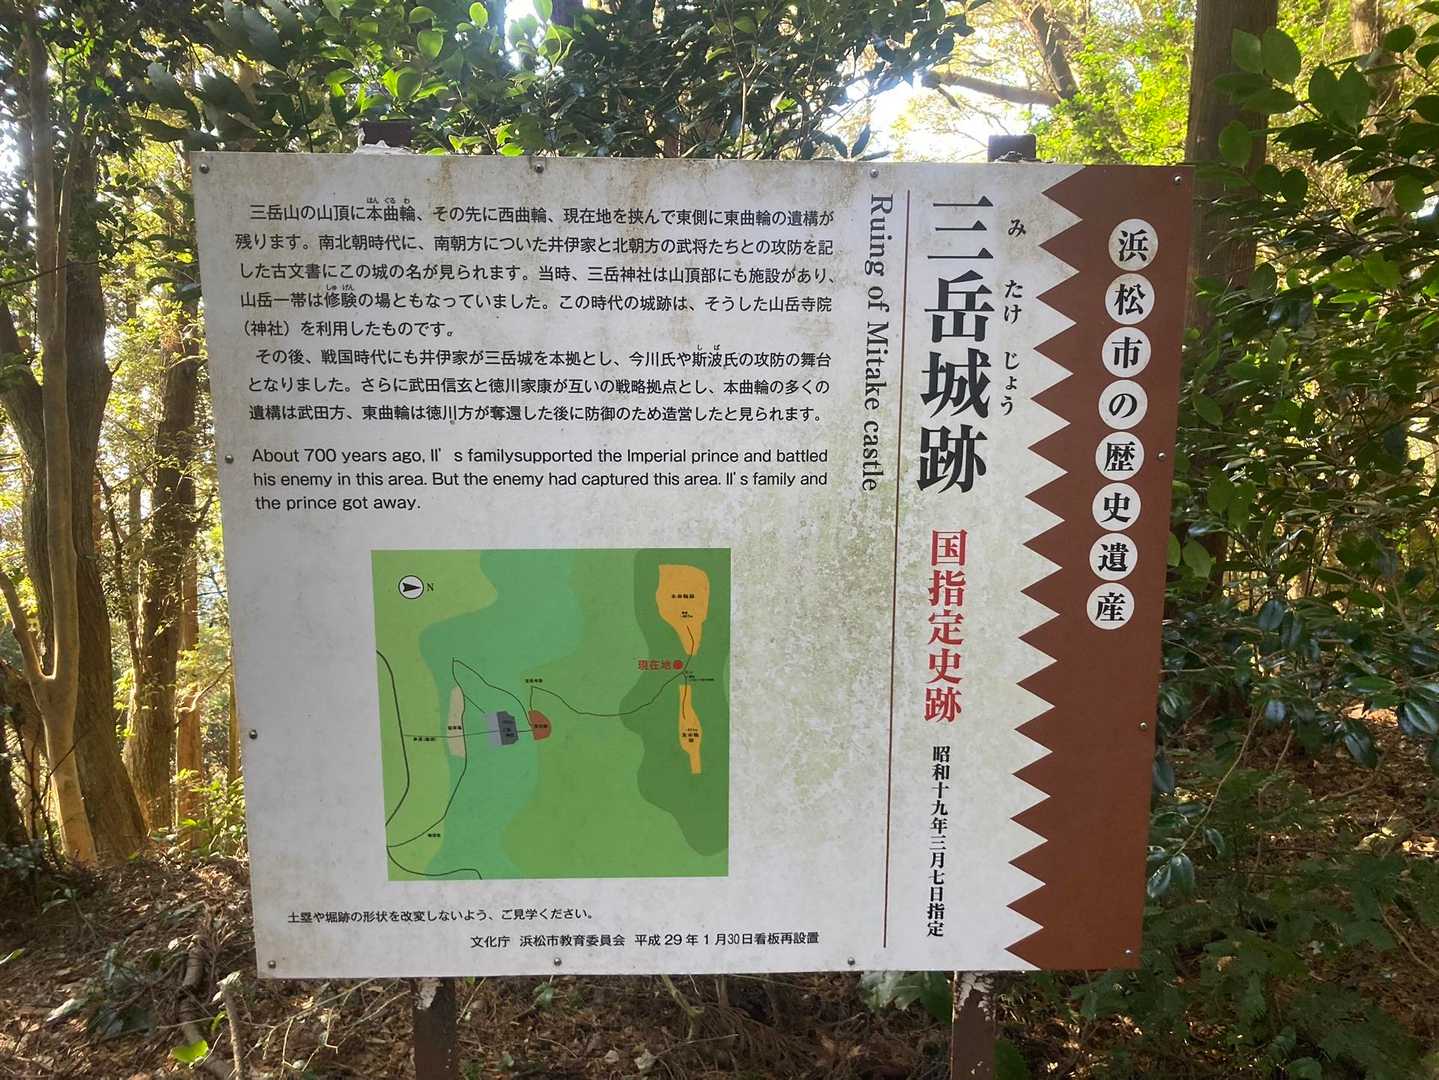 浜松市の歴史遺産
三岳城跡
み たけ じょう
国指定史跡
昭和十九年三月七日指定
Ruing of Mitake castle
三岳山の山頂に本曲輪、その先に西曲輪、現在地を挟んで東側に東曲輪の遺構が
ほん ぐる わ
残ります。南北朝時代に、南朝方についた井伊家と北朝方の武将たちとの攻防を記
した古文書にこの城の名が見られます。当時、三岳神社は山頂部にも施設があり、
山岳一帯は修験の場ともなっていました。この時代の城跡は、そうした山岳寺院
しゅ げん
（神社）を利用したものです。
その後、戦国時代にも井伊家が三岳城を本拠とし、今川氏や斯波氏の攻防の舞台
し ば
となりました。さらに武田信玄と徳川家康が互いの戦略拠点とし、本曲輪の多くの
遺構は武田方、東曲輪は徳川方が奪還した後に防御のため造営したと見られます。
About 700 years ago, II' s familysupported the Imperial prince and battled
his enemy in this area. But the enemy had captured this area. II' s family and
the prince got away.
N
現在地
土塁や堀跡の形状を改変しないよう、ご見学ください。
文化庁 浜松市教育委員会 平成 29 年 1 月30日看板再設置